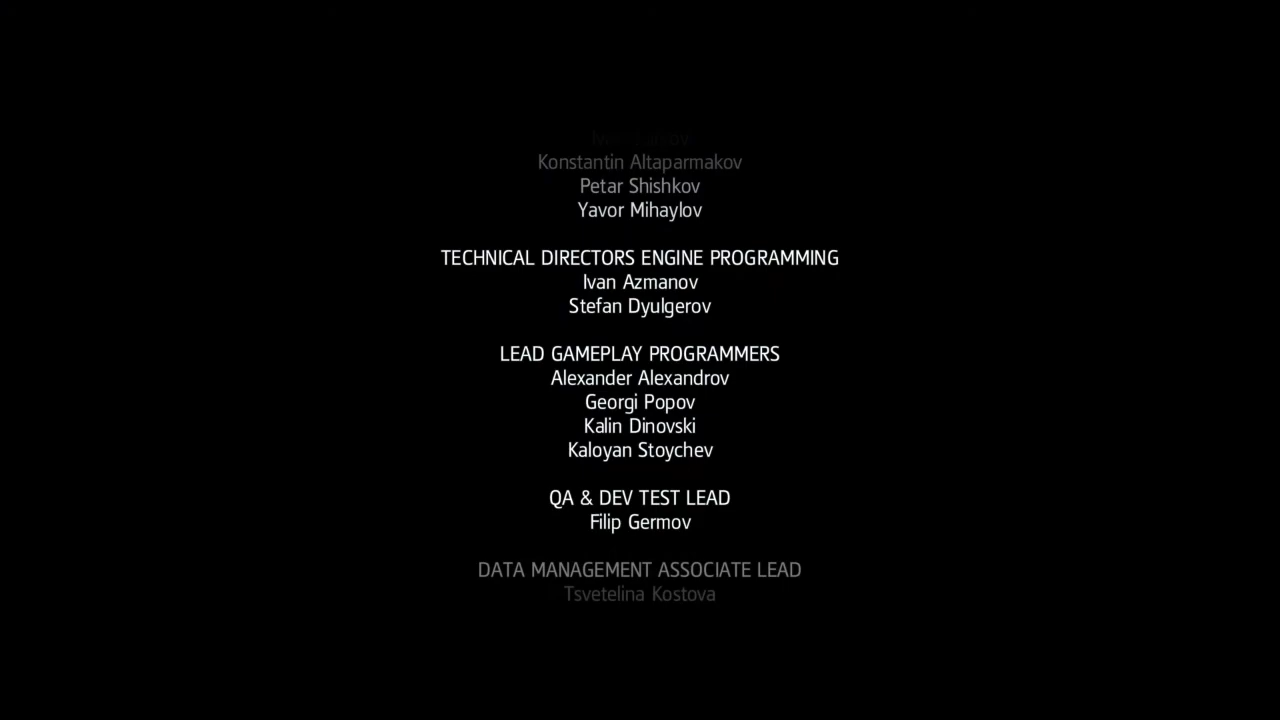 Konstantin Altaparmakov
Petar Shishkov
Yavor Mihaylov
TECHNICAL DIRECTORS ENGINE PROGRAMMING
Ivan Azmanov
Stefan Dyulgerov
LEAD GAMEPLAY PROGRAMMERS
Alexander Alexandrov
Georgi Popov
Kalin Dinovski
Kaloyan Stoychev
QA & DEV TEST LEAD
Filip Germov
DATA MANAGEMENT ASSOCIATE LEAD
Tsvetelina Kostova